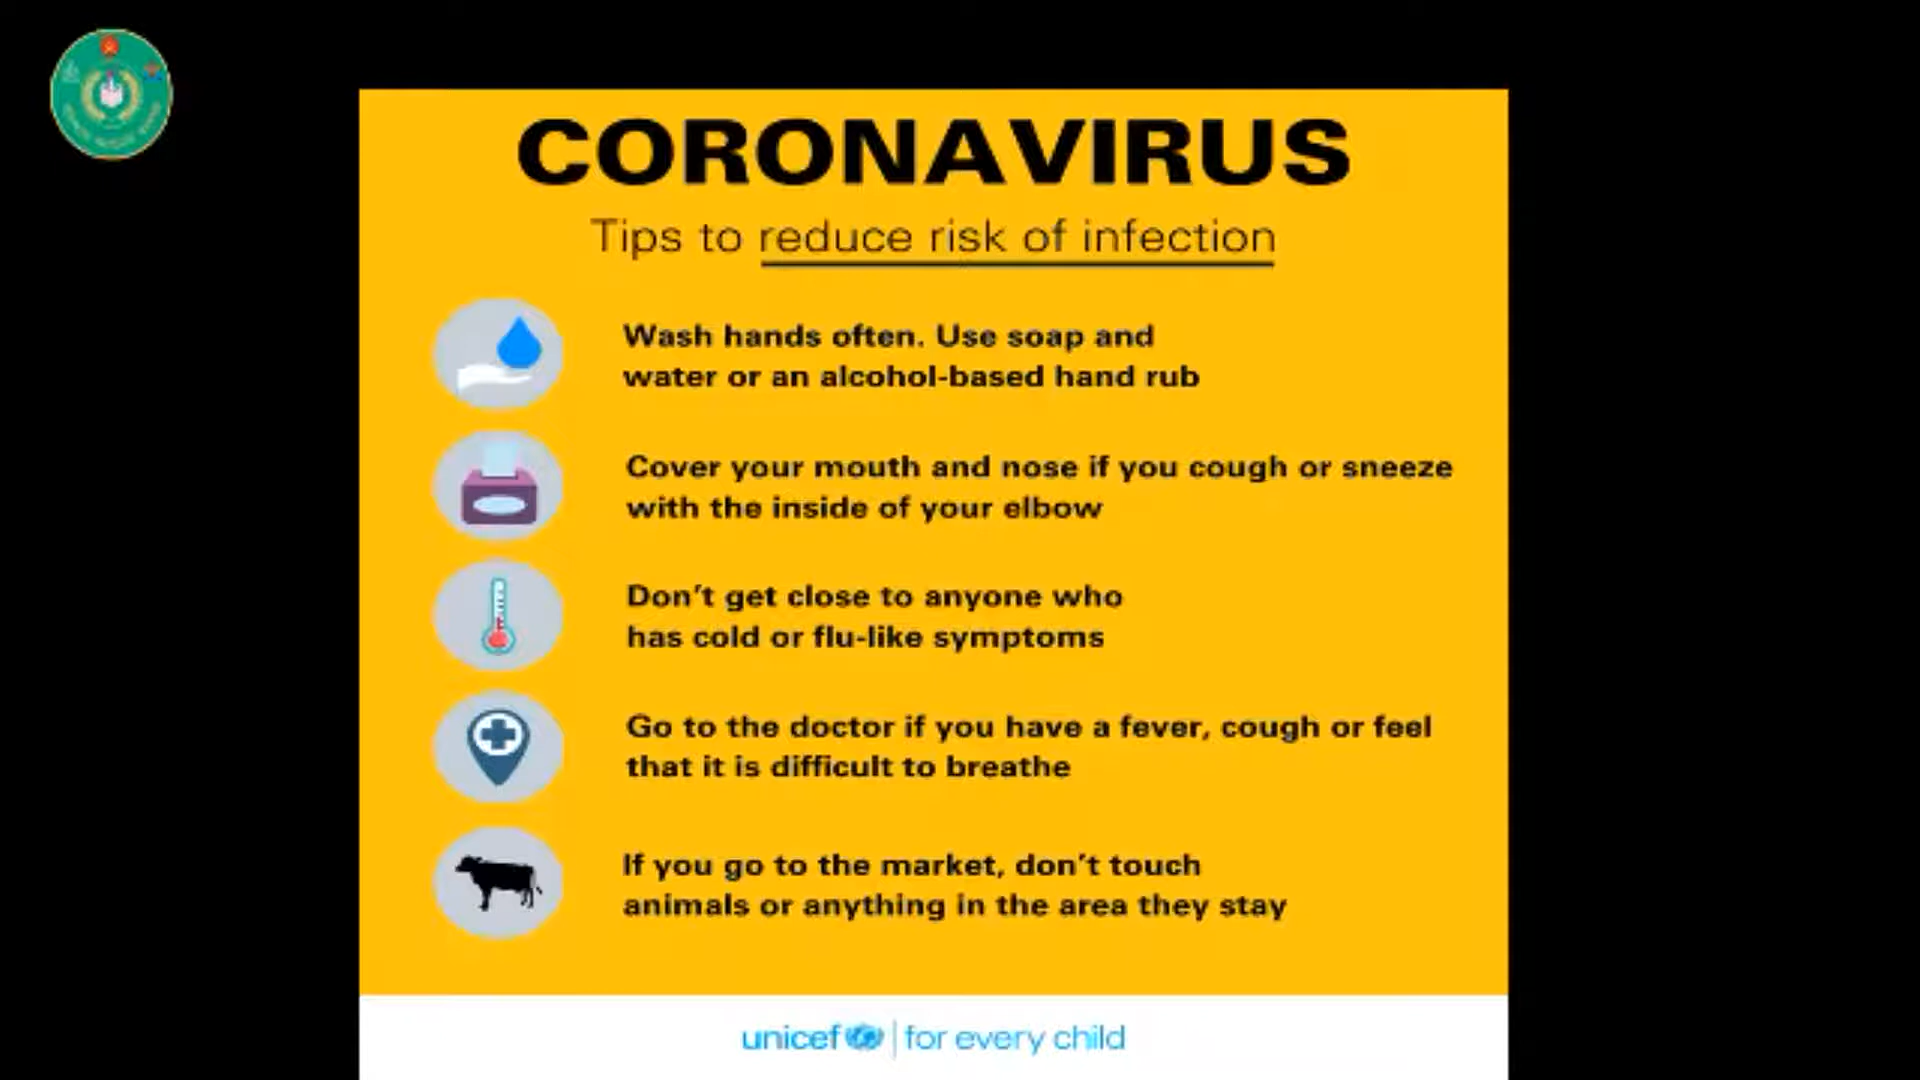 CORONAVIRUS
Tips to reduce risk of infection
Wash hands often. Use soap and
water or an alcohol-based hand rub
Cover your mouth and nose if you cough or sneeze
with the inside of your elbow
Don't get close to anyone who
has cold or flu-like symptoms
Go to the doctor if you have a fever, cough or feel
that it is difficult to breathe
If you go to the market, don't touch
animals or anything in the area they stay
unicef | for every child